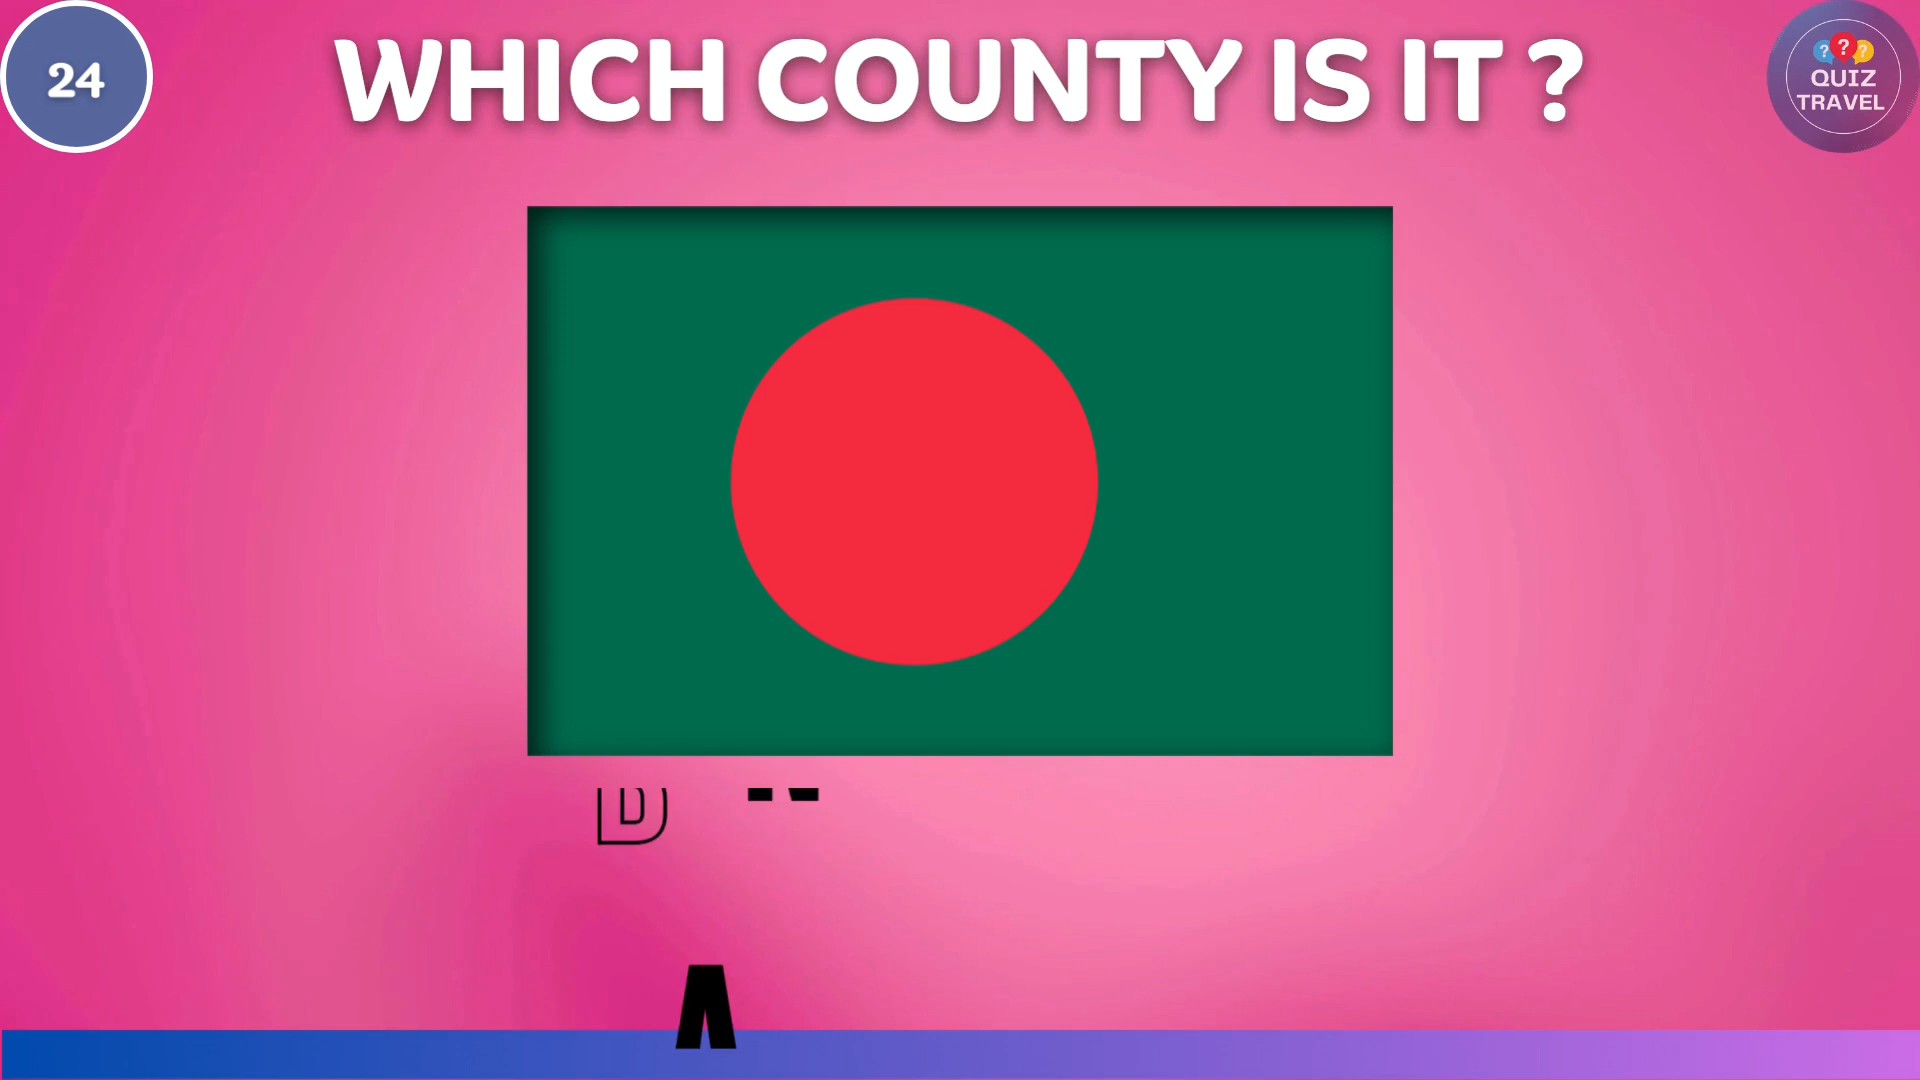 24
WHICH COUNTY IS IT ?
? ? ?
QUIZ
TRAVEL
A